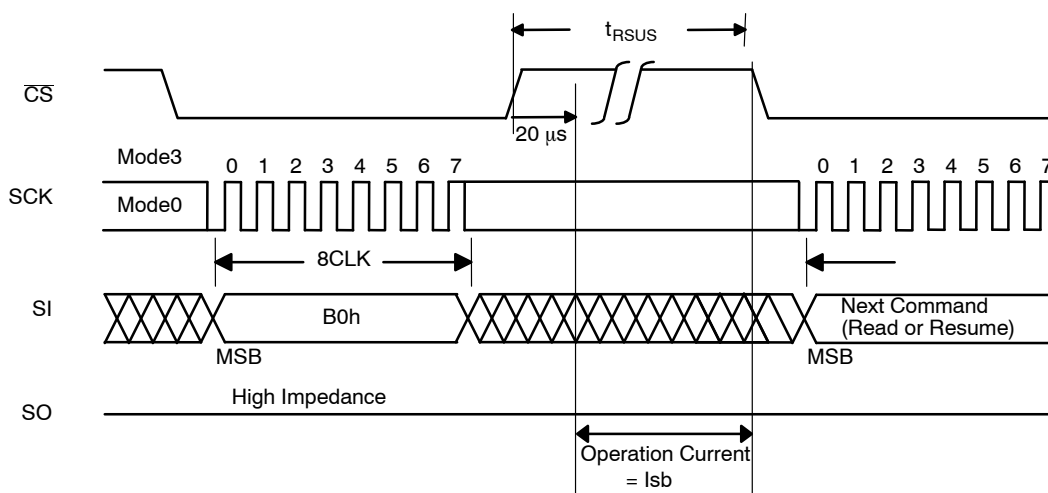 tRSUS
CS
20 μs
Mode3
0 1 2 3 4 5 6 7
0 1 2 3 4 5 6 7
SCK
Mode0
8CLK
SI
B0h
Next Command
(Read or Resume)
MSB
MSB
High Impedance
SO
Operation Current
= Isb